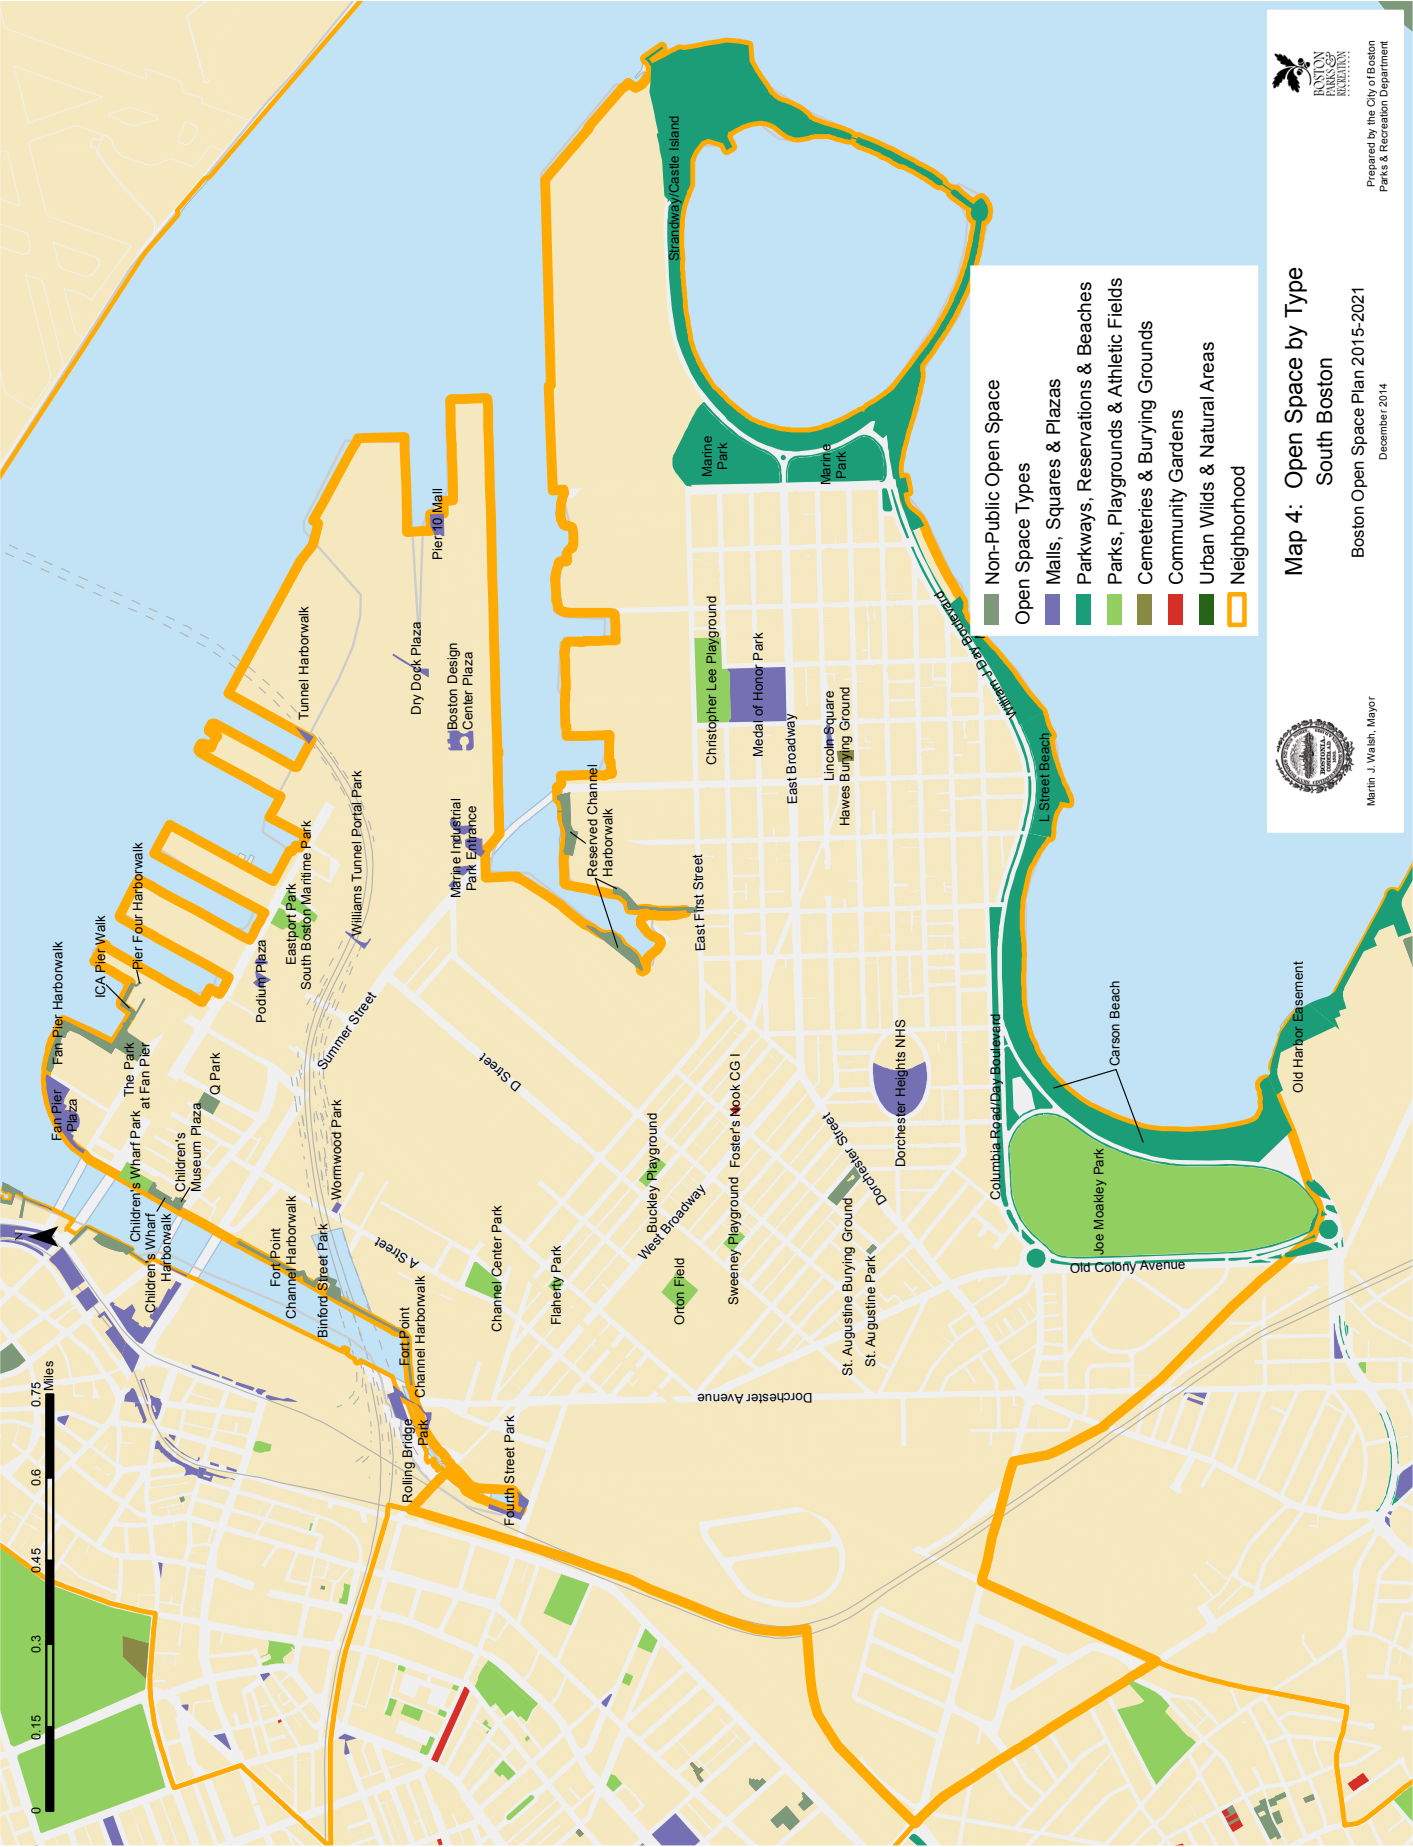 Map 4: Open Space by Type
South Boston
Boston Open Space Plan 2015-2021
December 2014
Martin J. Walsh, Mayor
BOSTON
PARKS &
RECREATION
Prepared by the City of Boston
Parks & Recreation Department
Non-Public Open Space
Open Space Types
Malls, Squares & Plazas
Parkways, Reservations & Beaches
Parks, Playgrounds & Athletic Fields
Cemeteries & Burying Grounds
Community Gardens
Urban Wilds & Natural Areas
Neighborhood
0
0.15
0.3
0.45
0.6
0.75
Miles
N
Fan Pier
Plaza
Fan Pier Harborwalk
ICA Pier Walk
Pier Four Harborwalk
The Park
at Fan Pier
Children's Wharf Park
Children's
Museum Plaza
Children's Wharf
Harborwalk
Q Park
Podium Plaza
Eastport Park
South Boston Maritime Park
Tunnel Harborwalk
Williams Tunnel Portal Park
Summer Street
Fort Point
Channel Harborwalk
Binford Street Park
Wormwood Park
A Street
Fort Point
Channel Harborwalk
Rolling Bridge
Park
Fourth Street Park
Channel Center Park
Flaherty Park
D Street
Pier 10 Mall
Dry Dock Plaza
Boston Design
Center Plaza
Marine Industrial
Park Entrance
Reserved Channel
Harborwalk
East First Street
Strandway/Castle Island
Marine
Park
Marine
Park
Christopher Lee Playground
Medal of Honor Park
East Broadway
Lincoln Square
Hawes Burying Ground
Buckley Playground
West Broadway
Orton Field
Sweeney Playground
Foster's Nook CG I
Dorchester Avenue
Dorchester Street
St. Augustine Burying Ground
St. Augustine Park
Dorchester Heights NHS
William J Day Boulevard
L Street Beach
Columbia Road/Day Boulevard
Carson Beach
Joe Moakley Park
Old Colony Avenue
Old Harbor Easement